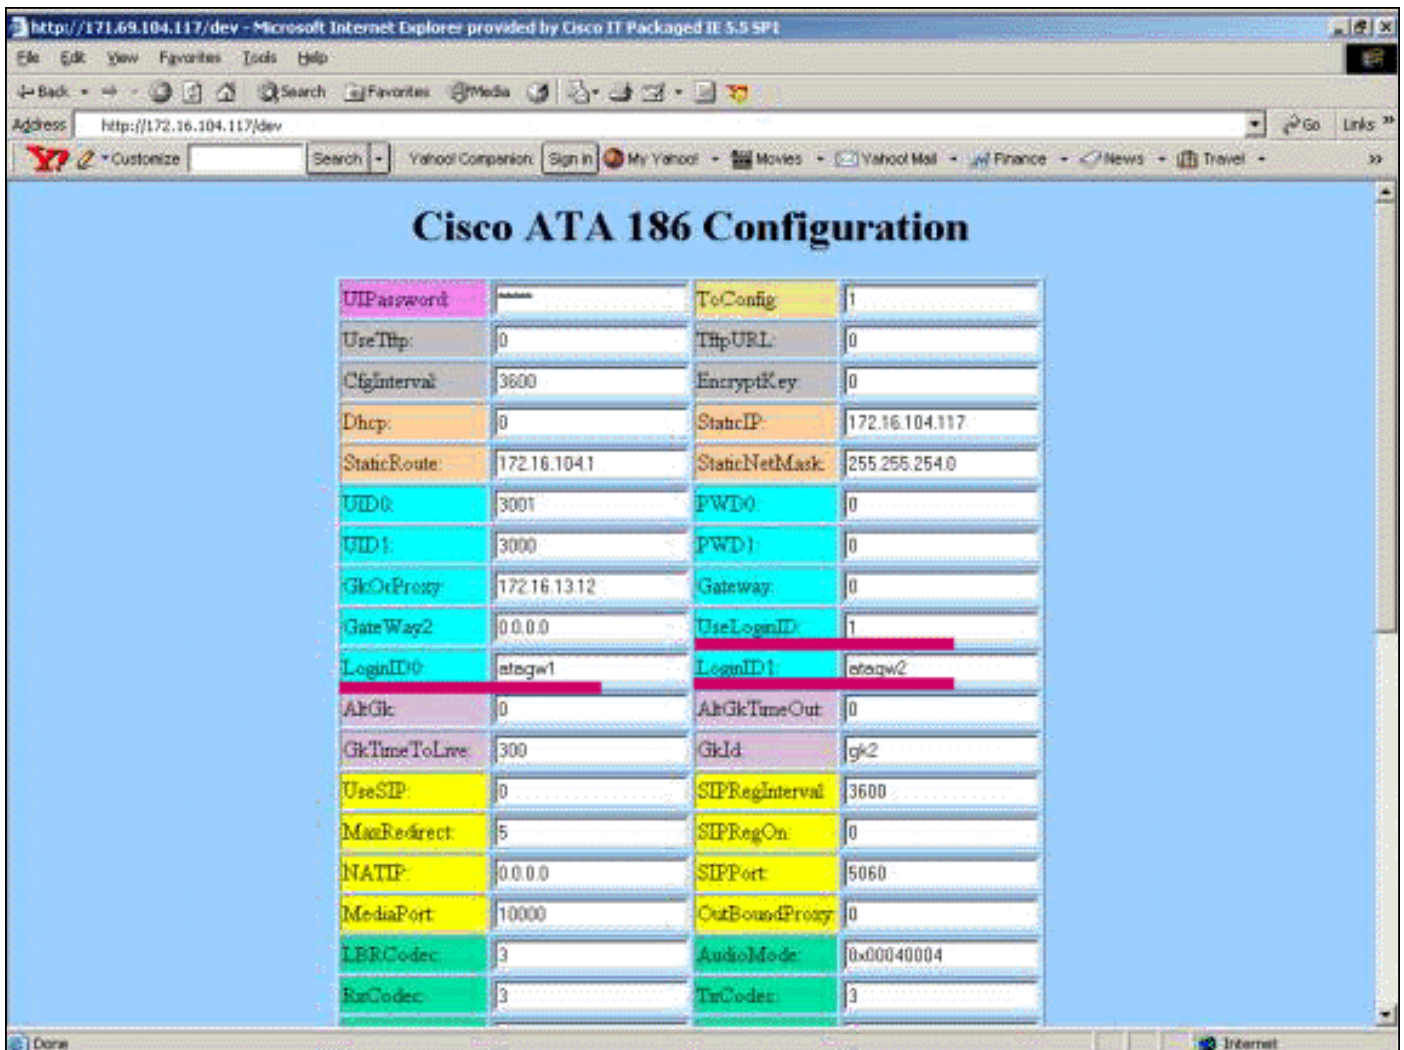 http://171.69.104.117/dev - Microsoft Internet Explorer provided by Cisco IT Packaged IE 5.5 SP1
File Edit View Favorites Tools Help
Back Search Favorites Media
Address http://172.16.104.117/dev Go Links »
Y! Customize Search Yahoo! Companion: Sign in My Yahoo! Movies Yahoo! Mail Finance News Travel »
Cisco ATA 186 Configuration
UIPassword: ***** ToConfig: 1
UseTftp: 0 TftpURL: 0
CfgInterval: 3600 EncryptKey: 0
Dhcp: 0 StaticIP: 172.16.104.117
StaticRoute: 172.16.104.1 StaticNetMask: 255.255.254.0
UID0: 3001 PWD0: 0
UID1: 3000 PWD1: 0
GkOrProxy: 172.16.13.12 Gateway: 0
GateWay2: 0.0.0.0 UseLoginID: 1
LoginID0: atagw1 LoginID1: atagw2
AltGk: 0 AltGkTimeOut: 0
GkTimeToLive: 300 GkId: gk2
UseSIP: 0 SIPRegInterval: 3600
MaxRedirect: 5 SIPRegOn: 0
NATIP: 0.0.0.0 SIPPort: 5060
MediaPort: 10000 OutBoundProxy: 0
LBRCodec: 3 AudioMode: 0x00040004
RxCodec: 3 TxCodec: 3
Done Internet